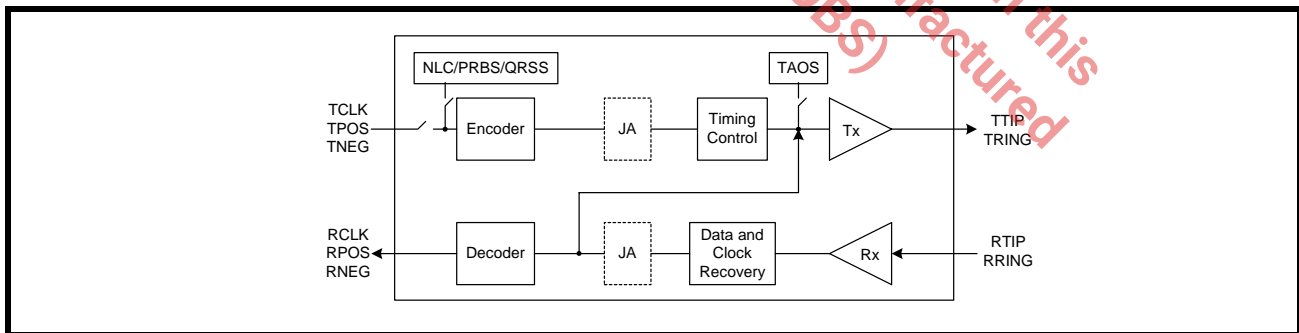 n this
factured
OBS)
NLC/PRBS/QRSS
TAOS
TCLK
TPOS
TNEG
Encoder
JA
Timing
Control
Tx
TTIP
TRING
RCLK
RPOS
RNEG
Decoder
JA
Data and
Clock
Recovery
Rx
RTIP
RRING